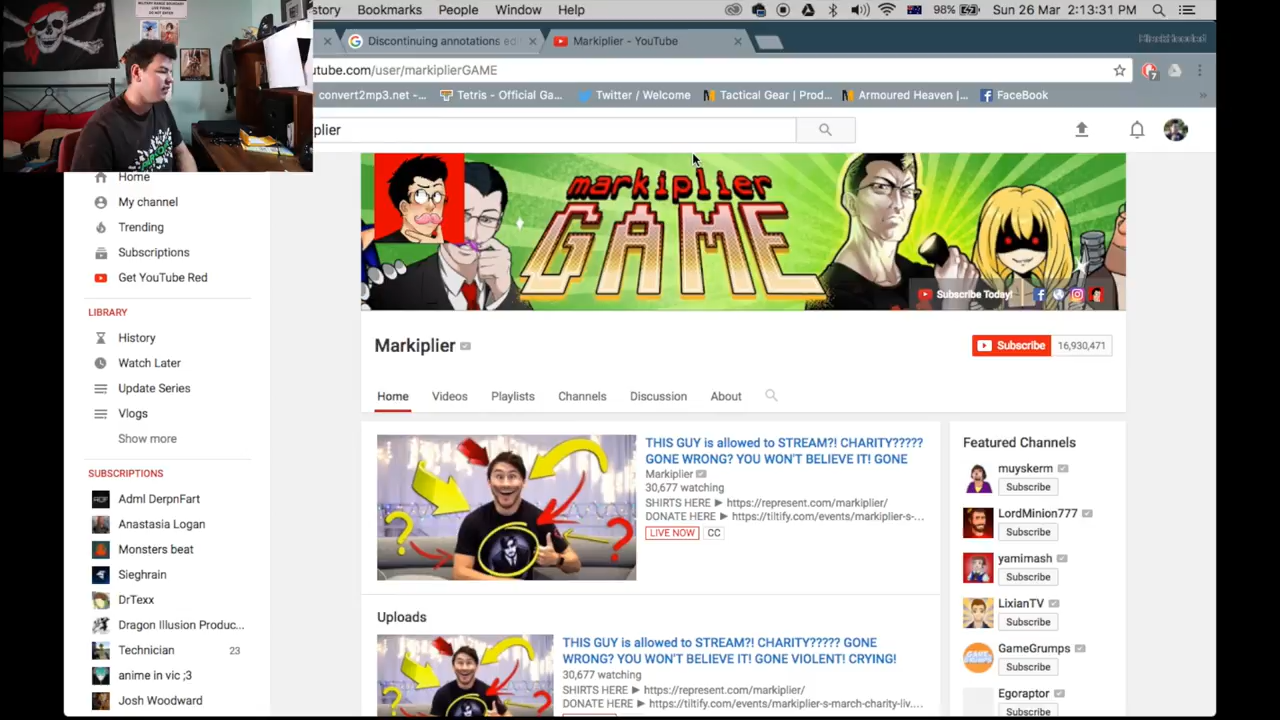 story Bookmarks People Window Help 98% Sun 26 Mar 2:13:31 PM
Discontinuing annotations edi
Markiplier - YouTube
utube.com/user/markiplierGAME
convert2mp3.net -...
Tetris - Official Ga...
Twitter / Welcome
Tactical Gear | Prod...
Armoured Heaven |...
FaceBook
plier
Home
My channel
Trending
Subscriptions
Get YouTube Red
LIBRARY
History
Watch Later
Update Series
Vlogs
Show more
SUBSCRIPTIONS
Adml DerpnFart
Anastasia Logan
Monsters beat
Sieghrain
DrTexx
Dragon Illusion Produc...
Technician 23
anime in vic ;3
Josh Woodward
markiplier
GAME
Subscribe Today!
Markiplier
Subscribe 16,930,471
Home Videos Playlists Channels Discussion About
THIS GUY is allowed to STREAM?! CHARITY?????
GONE WRONG? YOU WON'T BELIEVE IT! GONE
Markiplier
30,677 watching
SHIRTS HERE ► https://represent.com/markiplier/
DONATE HERE ► https://tiltify.com/events/markiplier-s-...
LIVE NOW CC
Uploads
THIS GUY is allowed to STREAM?! CHARITY????? GONE
WRONG? YOU WON'T BELIEVE IT! GONE VIOLENT! CRYING!
30,677 watching
SHIRTS HERE ► https://represent.com/markiplier/
DONATE HERE ► https://tiltify.com/events/markiplier-s-march-charity-liv...
Featured Channels
muyskerm
Subscribe
LordMinion777
Subscribe
yamimash
Subscribe
LixianTV
Subscribe
GameGrumps
Subscribe
Egoraptor
Subscribe